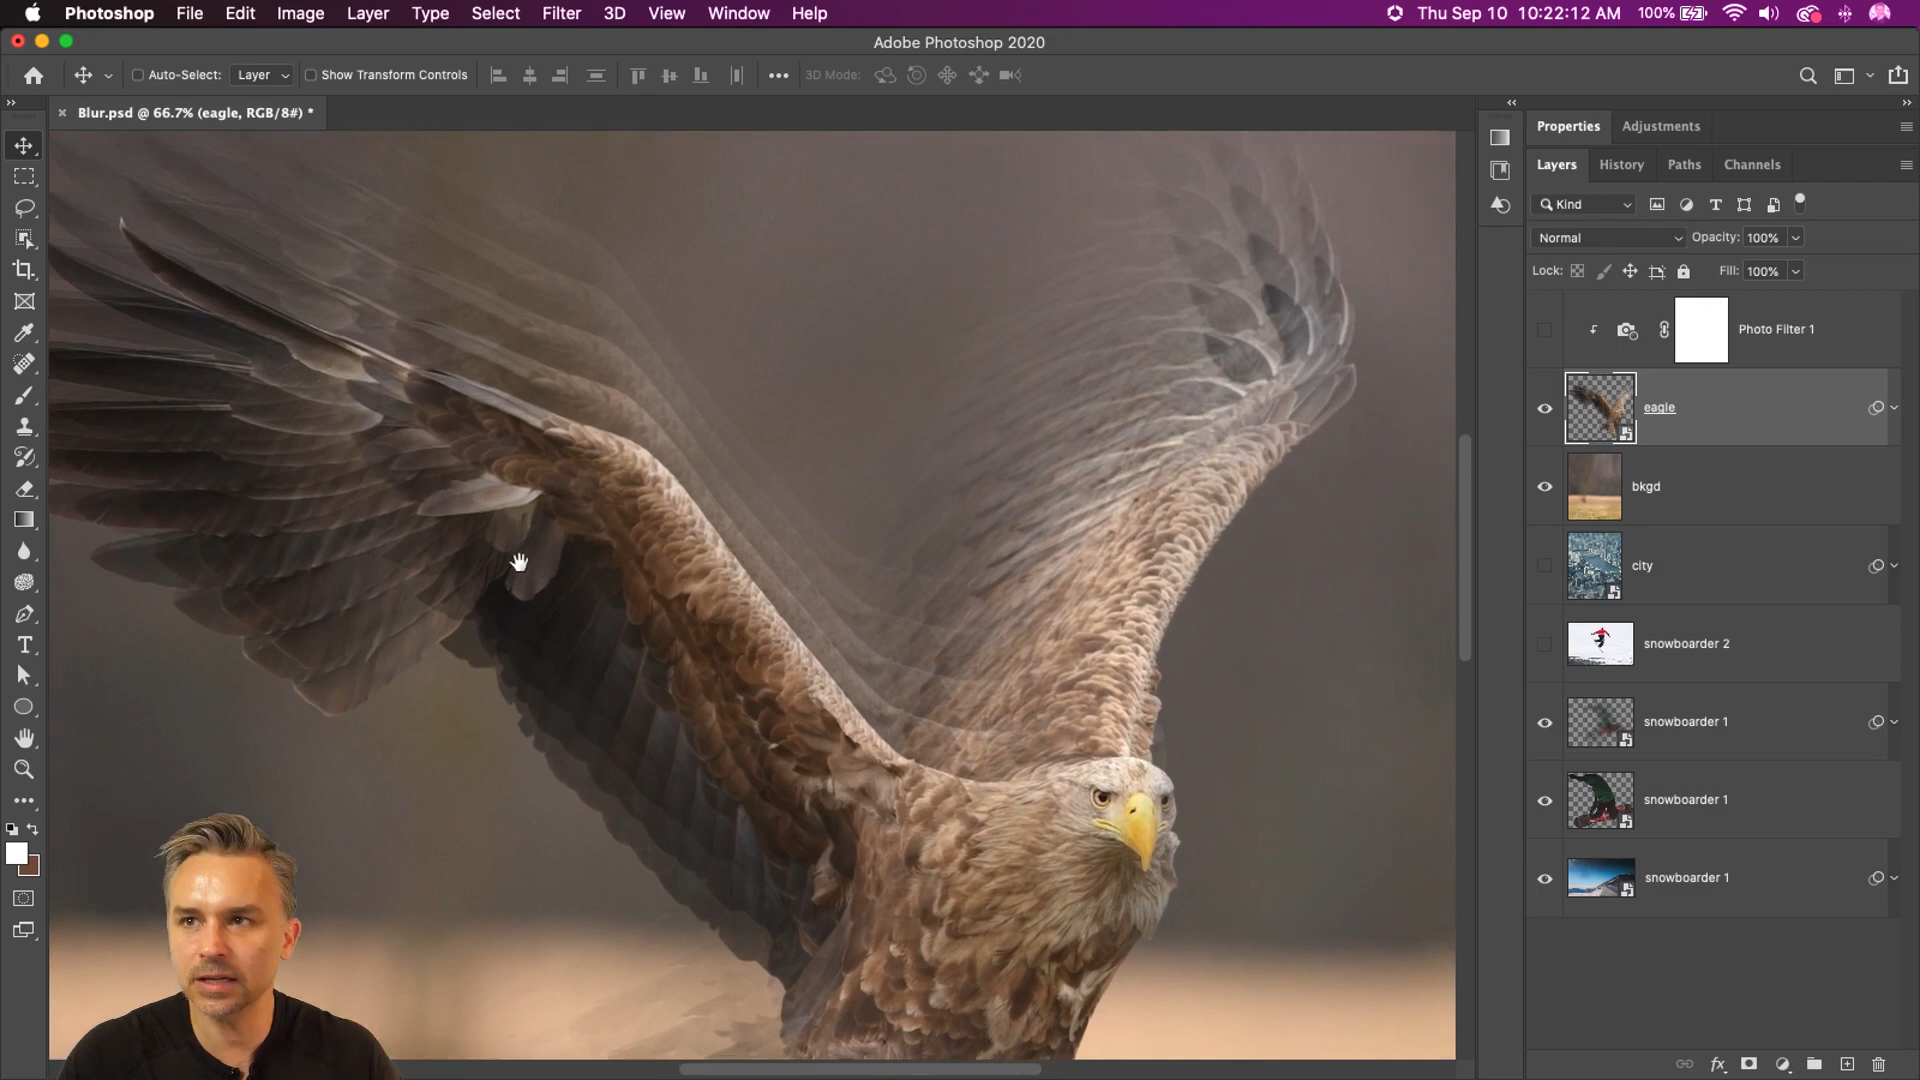 Photoshop File Edit Image Layer Type Select Filter 3D View Window Help 100% Thu Sep 10 10:22:12 AM
Adobe Photoshop 2020
Auto-Select: Layer Show Transform Controls 3D Mode:
Blur.psd @ 66.7% (eagle, RGB/8#) *
Properties Adjustments
Layers History Paths Channels
Kind
Normal Opacity: 100%
Lock: Fill: 100%
Photo Filter 1
eagle
bkgd
city
snowboarder 2
snowboarder 1
snowboarder 1
snowboarder 1